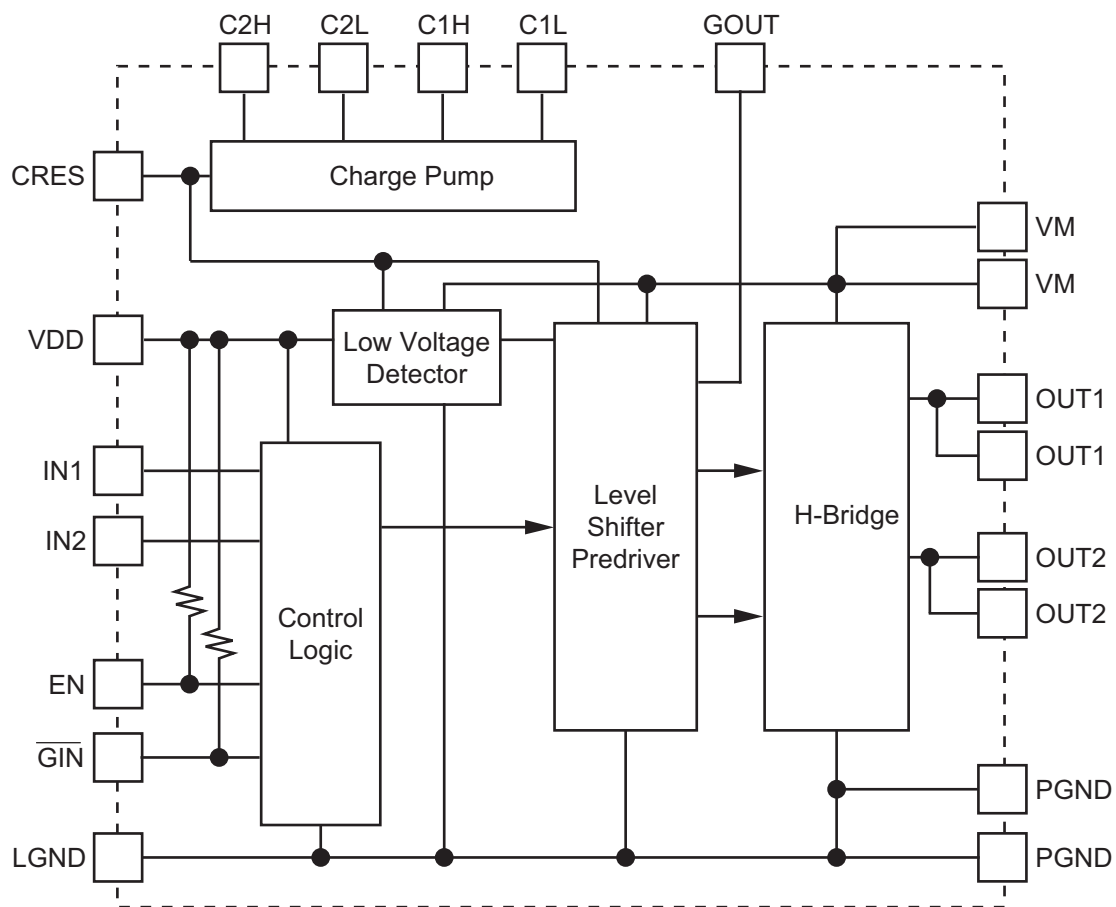 C2H C2L C1H C1L GOUT
CRES
Charge Pump
VM
VM
VDD
Low Voltage
Detector
OUT1
OUT1
IN1
IN2
Level
Shifter
Predriver
H-Bridge
OUT2
OUT2
Control
Logic
EN
GIN
PGND
LGND
PGND